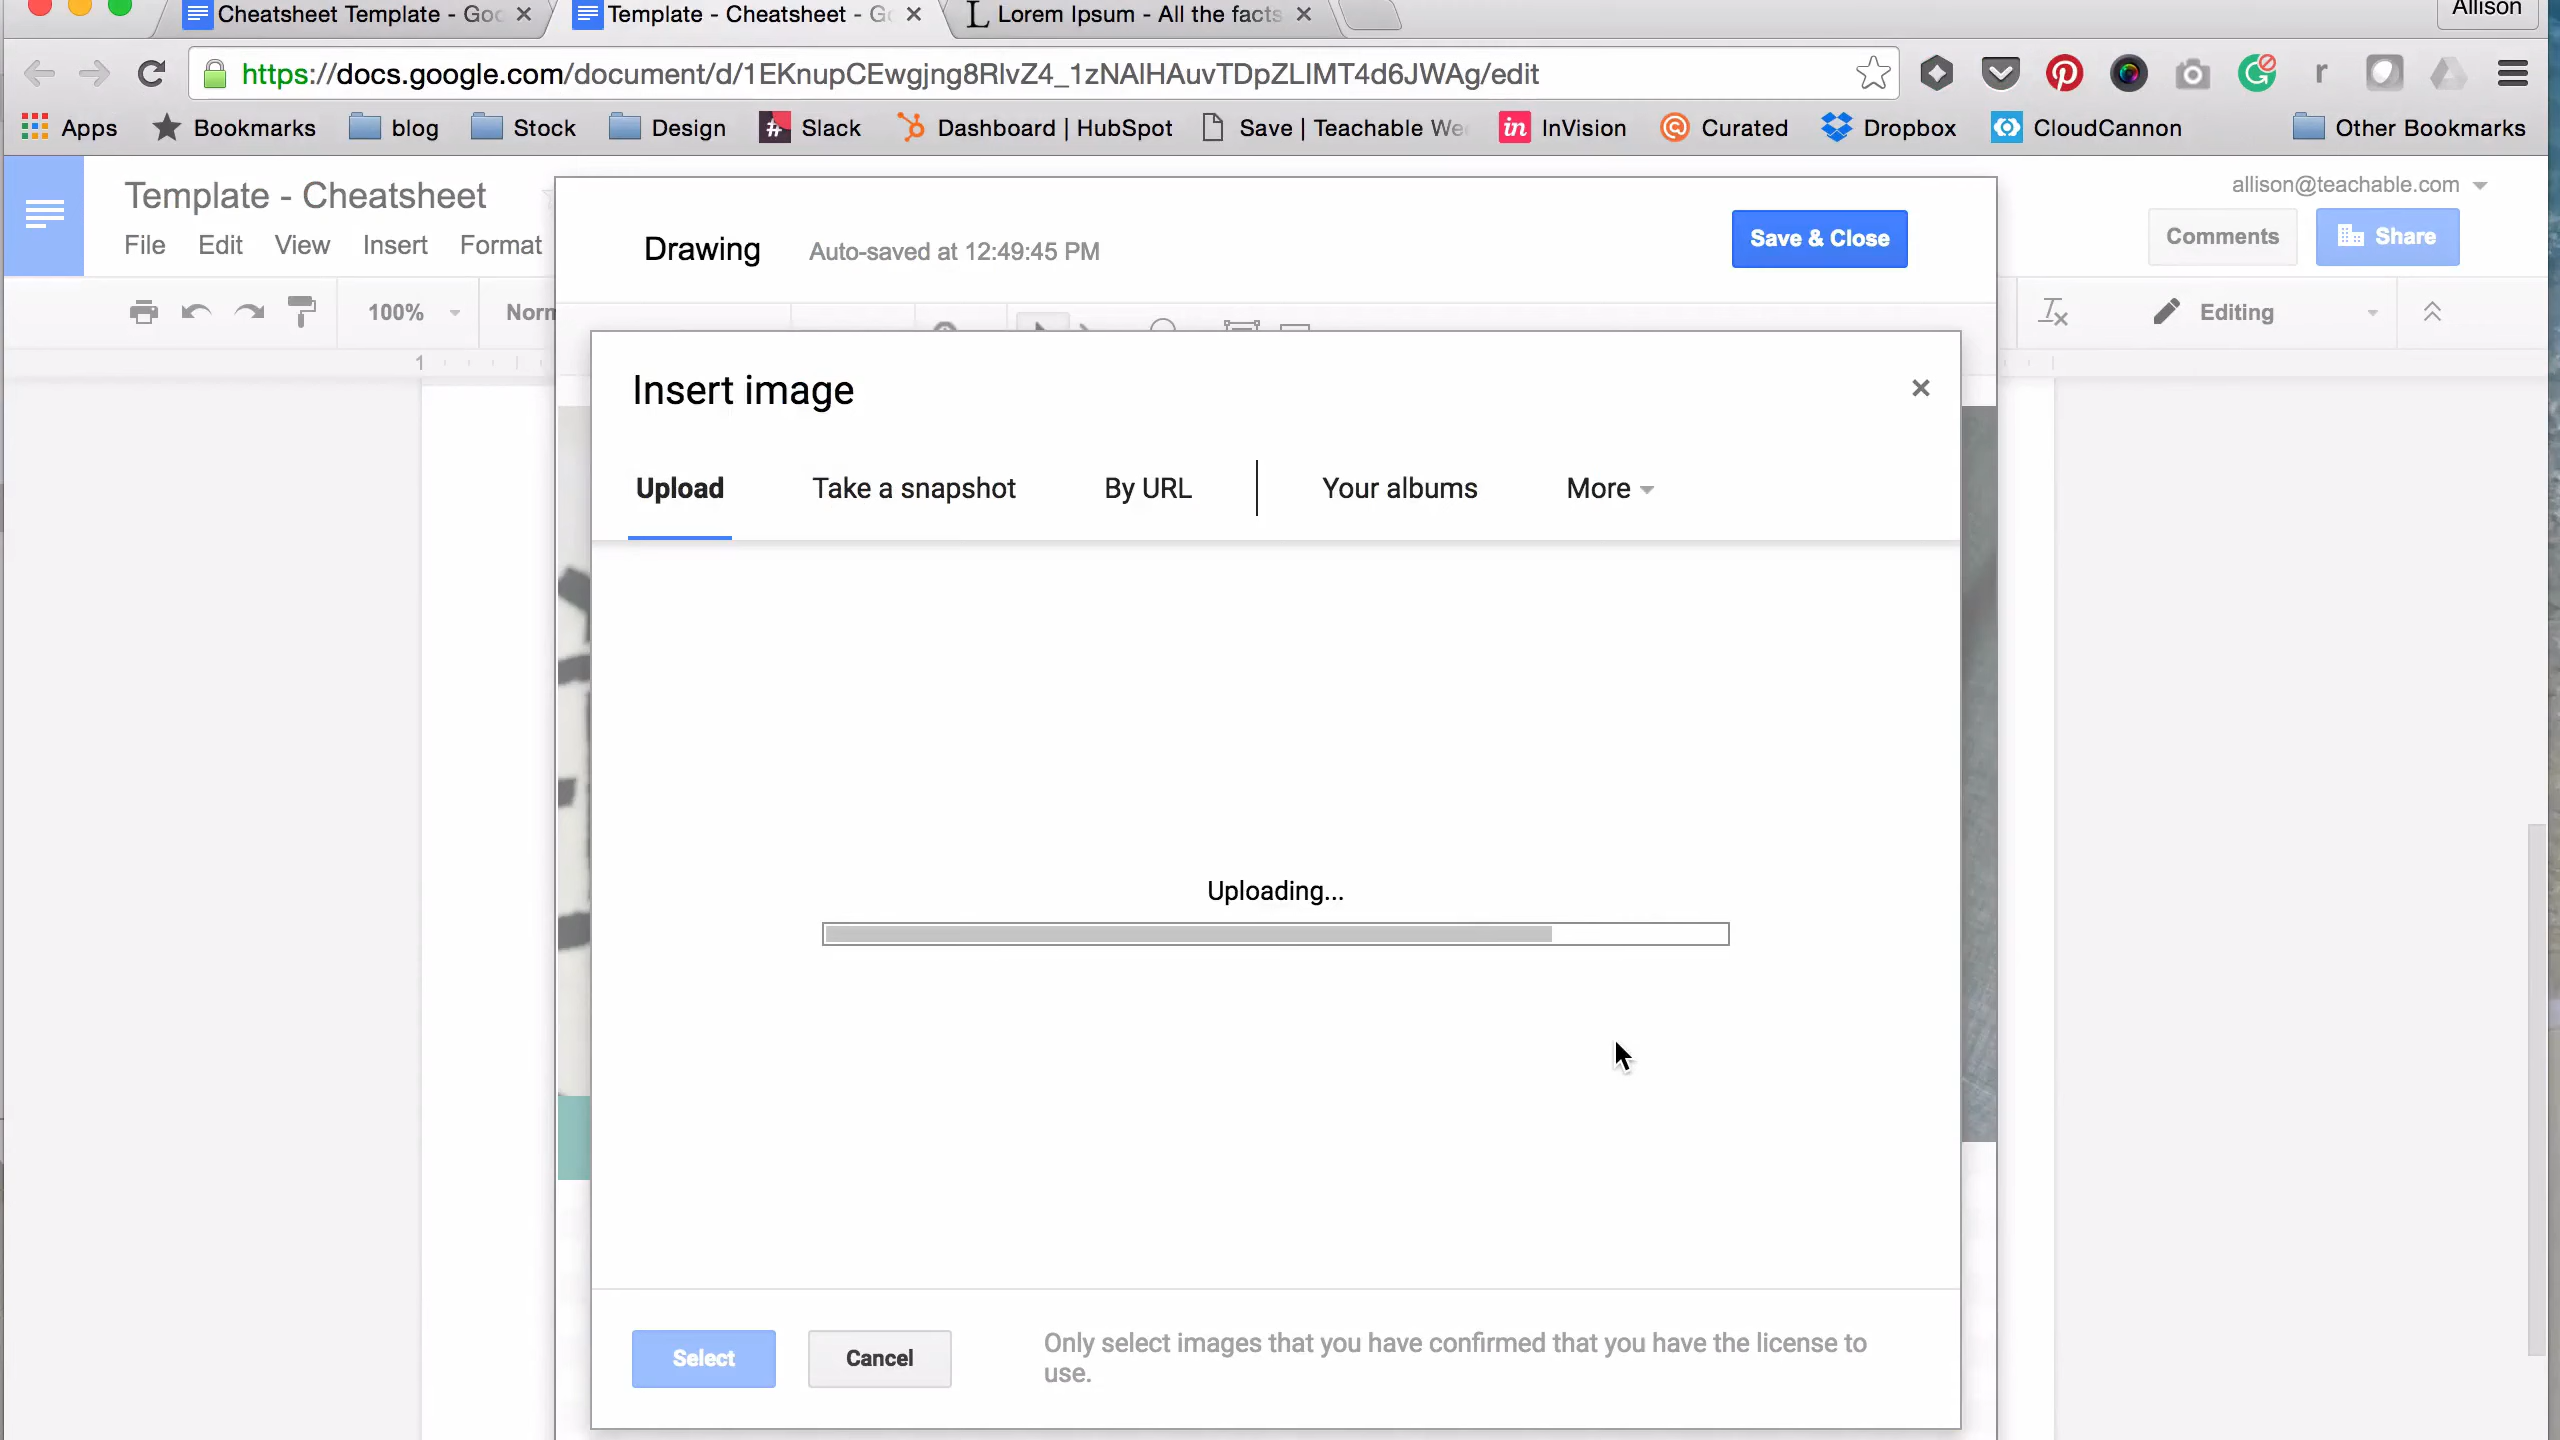 Cheatsheet Template - Goo
Template - Cheatsheet - G
Lorem Ipsum - All the facts
Allison
https://docs.google.com/document/d/1EKnupCEwgjng8RlvZ4_1zNAlHAuvTDpZLIMT4d6JWAg/edit
Apps Bookmarks blog Stock Design Slack Dashboard | HubSpot Save | Teachable We InVision Curated Dropbox CloudCannon Other Bookmarks
Template - Cheatsheet
allison@teachable.com
File Edit View Insert Format
Drawing Auto-saved at 12:49:45 PM Save & Close
Comments Share
100% Norm
Editing
1
Insert image
Upload Take a snapshot By URL Your albums More
Uploading...
Select Cancel
Only select images that you have confirmed that you have the license to
use.